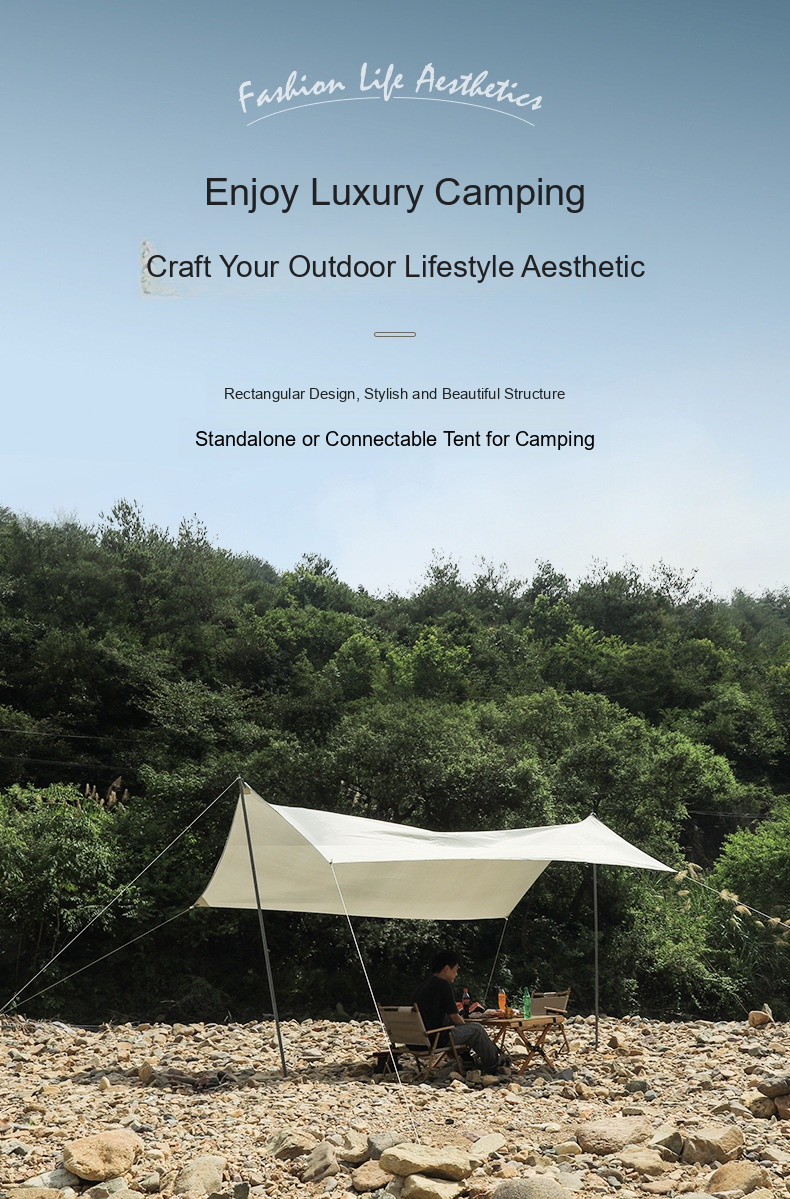 Fashion Life Aesthetics
Enjoy Luxury Camping
Craft Your Outdoor Lifestyle Aesthetic
Rectangular Design, Stylish and Beautiful Structure
Standalone or Connectable Tent for Camping